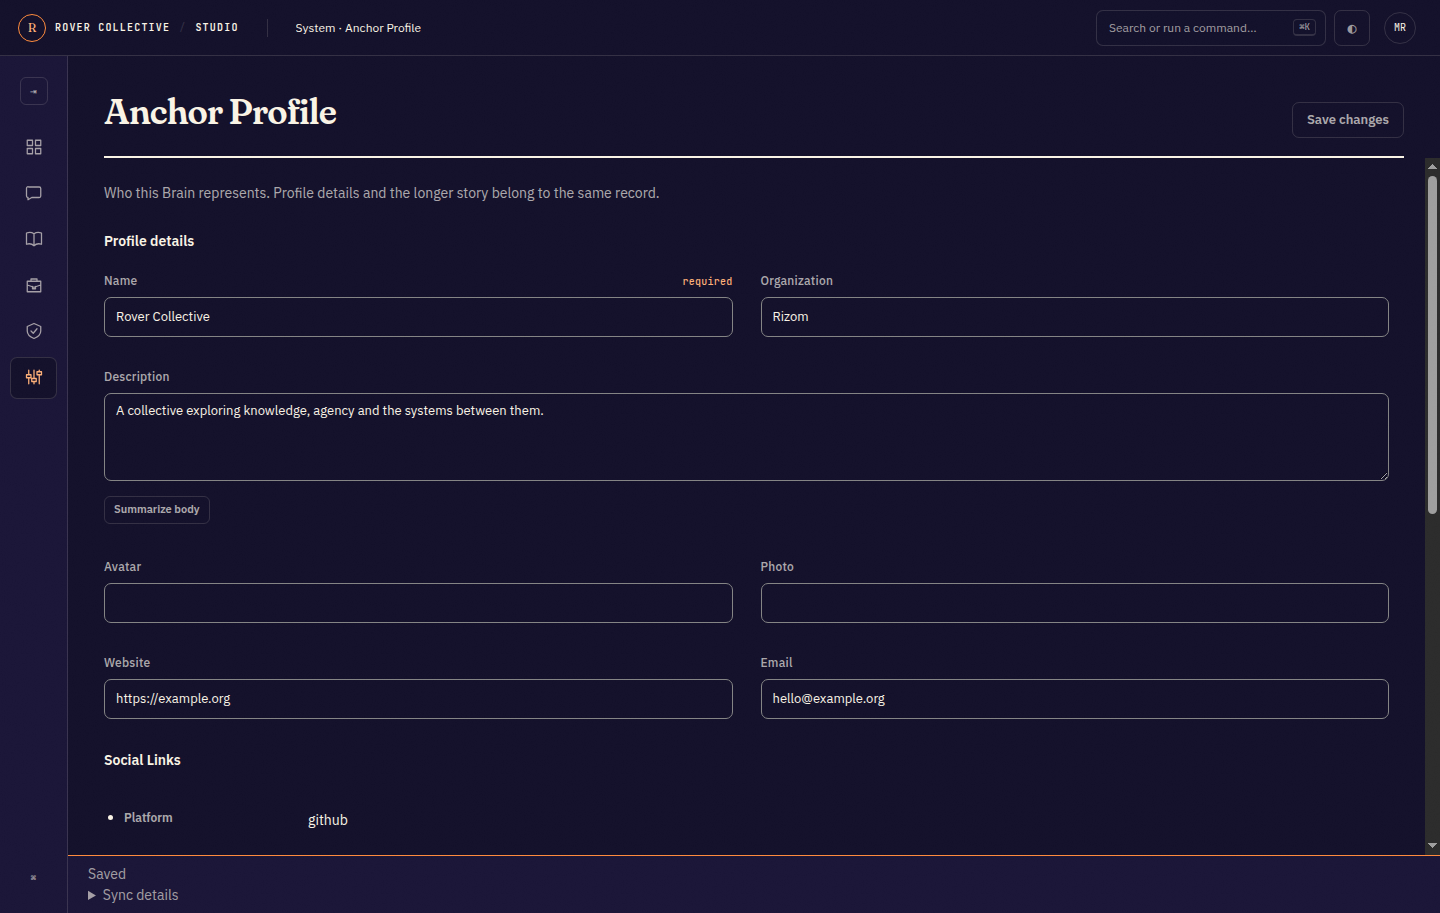 R ROVER COLLECTIVE / STUDIO
System · Anchor Profile
Search or run a command...
⌘K
MR
Anchor Profile
Save changes
Who this Brain represents. Profile details and the longer story belong to the same record.
Profile details
Name
required
Organization
Rover Collective
Rizom
Description
A collective exploring knowledge, agency and the systems between them.
Summarize body
Avatar
Photo
Website
Email
https://example.org
hello@example.org
Social Links
Platform
github
⌘
Saved
Sync details